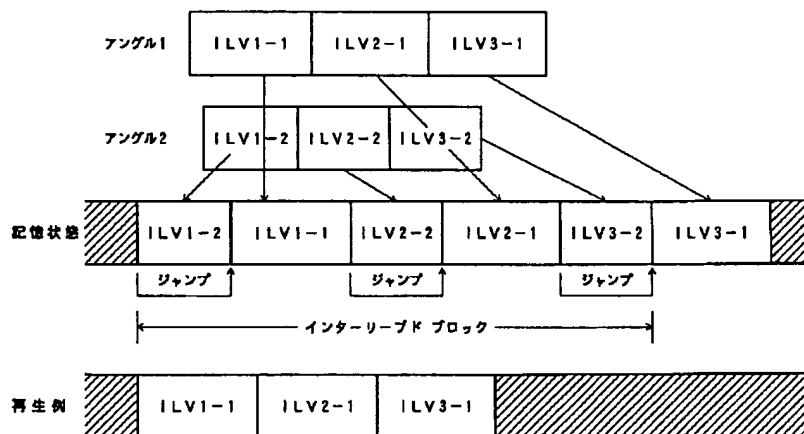 アングル1 ILV1-1 ILV2-1 ILV3-1
アングル2 ILV1-2 ILV2-2 ILV3-2
記憶状態 ILV1-2 ILV1-1 ILV2-2 ILV2-1 ILV3-2 ILV3-1
ジャンプ ジャンプ ジャンプ
インターリーブド ブロック
再生例 ILV1-1 ILV2-1 ILV3-1